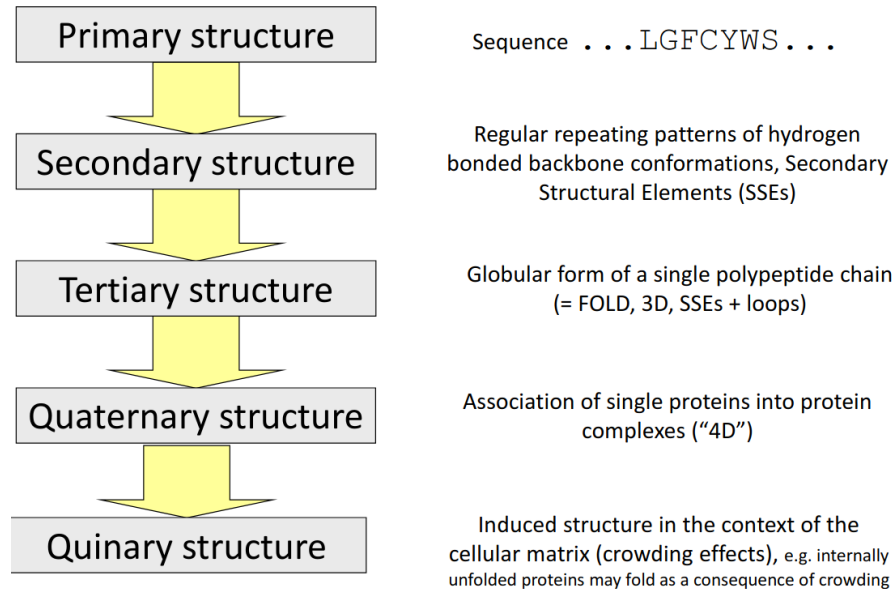 Primary structure
Sequence ...LGFCYWS...
Secondary structure
Regular repeating patterns of hydrogen
bonded backbone conformations, Secondary
Structural Elements (SSEs)
Tertiary structure
Globular form of a single polypeptide chain
(= FOLD, 3D, SSEs + loops)
Quaternary structure
Association of single proteins into protein
complexes (“4D”)
Quinary structure
Induced structure in the context of the
cellular matrix (crowding effects), e.g. internally
unfolded proteins may fold as a consequence of crowding